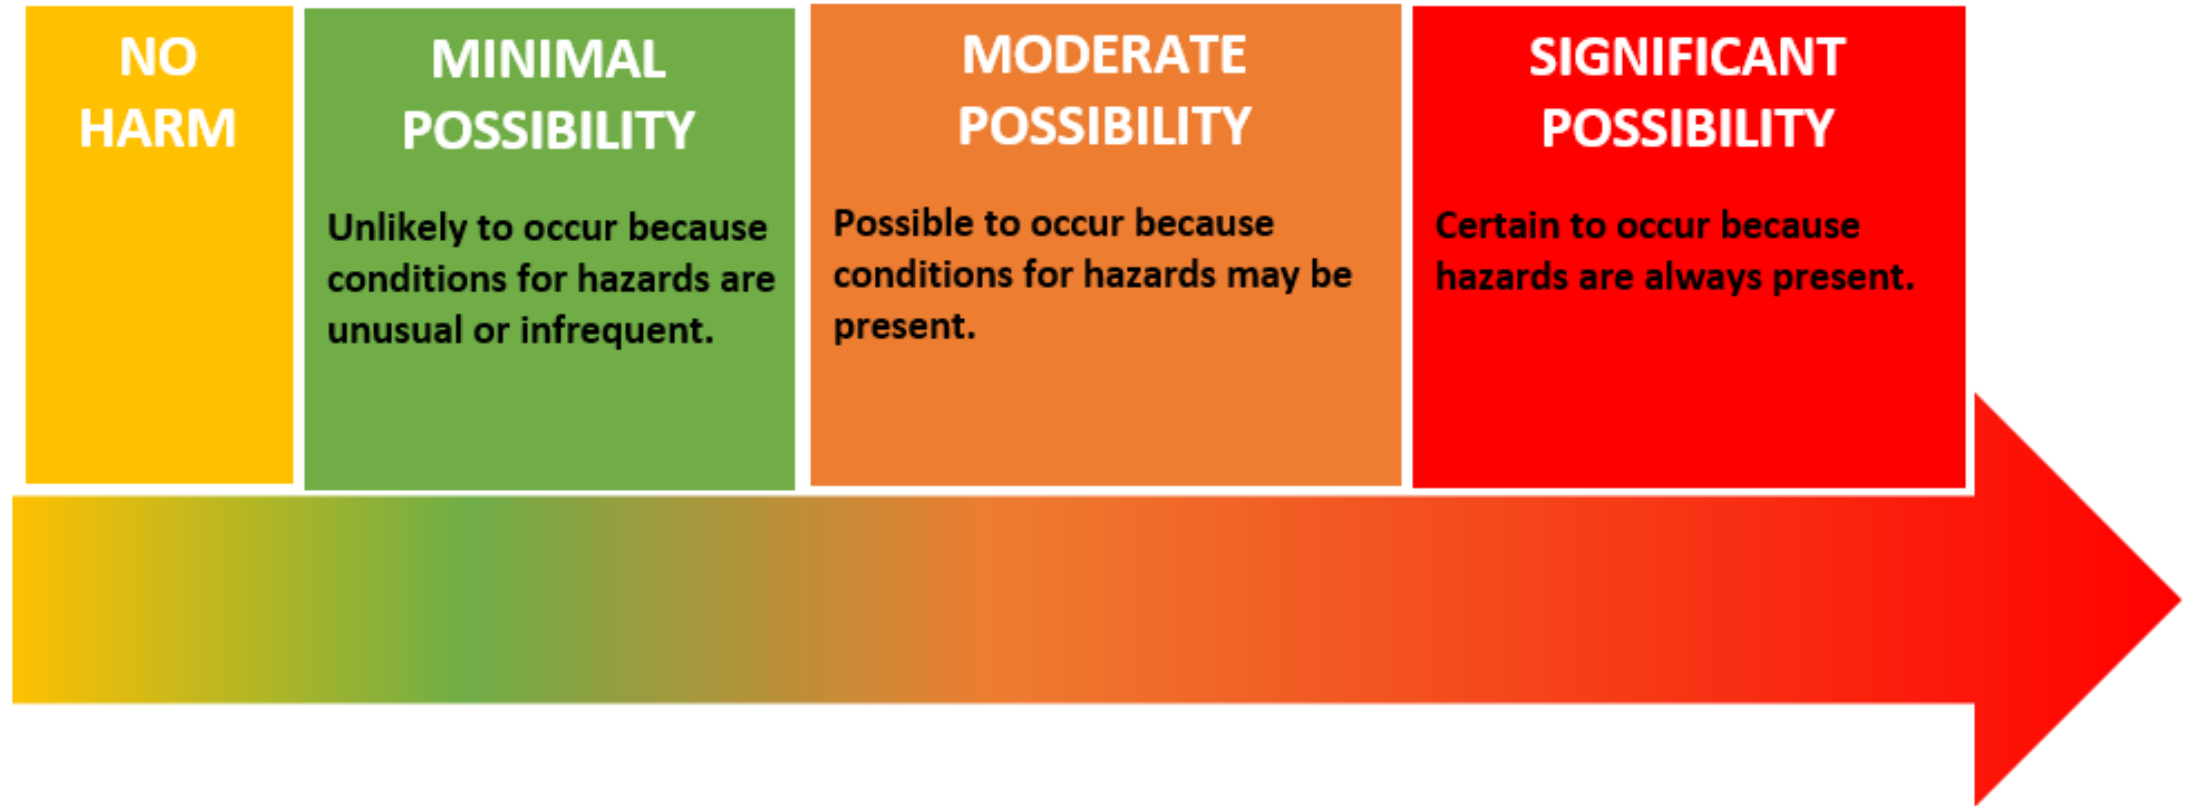 NO
HARM
MINIMAL
POSSIBILITY
Unlikely to occur because
conditions for hazards are
unusual or infrequent.
MODERATE
POSSIBILITY
Possible to occur because
conditions for hazards may be
present.
SIGNIFICANT
POSSIBILITY
Certain to occur because
hazards are always present.